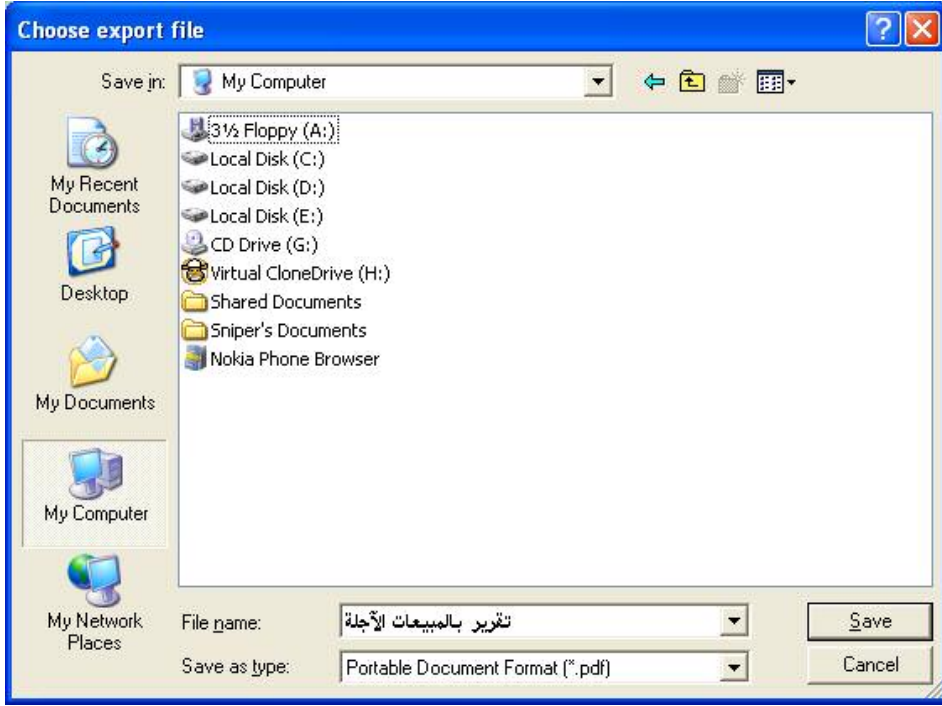 Choose export file
Save in:
My Computer
3½ Floppy (A:)
Local Disk (C:)
Local Disk (D:)
Local Disk (E:)
CD Drive (G:)
Virtual CloneDrive (H:)
Shared Documents
Sniper's Documents
Nokia Phone Browser
My Recent
Documents
Desktop
My Documents
My Computer
My Network
Places
File name:
تقرير بالمبيعات الآجلة
Save
Save as type:
Portable Document Format (*.pdf)
Cancel